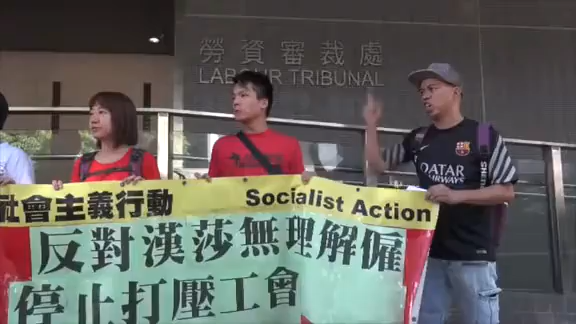 勞資審裁處
LABOUR TRIBUNAL
QATAR
AIRWAYS
社會主義行動 Socialist Action
反對漢莎無理解僱
停止打壓工會